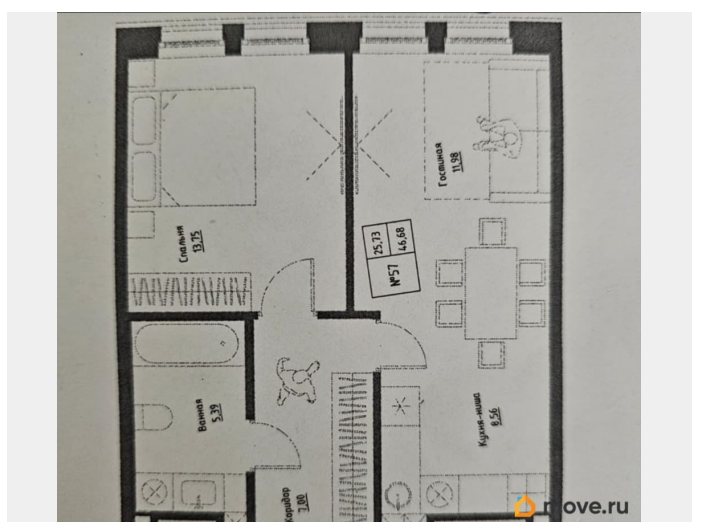 Спальня
13,75
Гостиная
11,98
25,73
46,68
№57
Ванная
5,39
Коридор
7,00
Кухня-ниша
8,56
move.ru